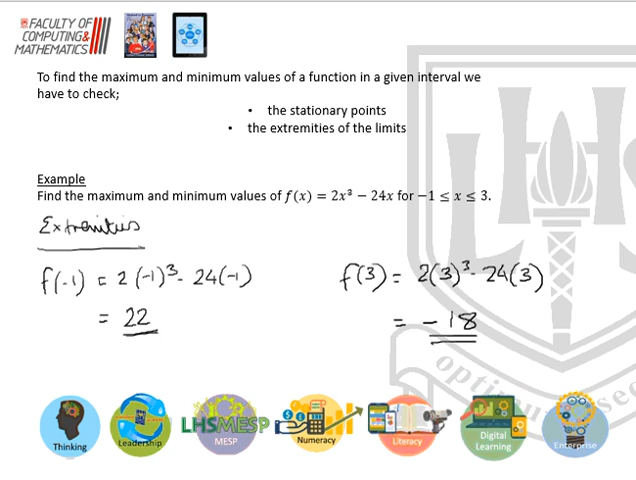 FACULTY OF
COMPUTING&
MATHEMATICS
To find the maximum and minimum values of a function in a given interval we
have to check;
• the stationary points
• the extremities of the limits
Example
Find the maximum and minimum values of f(x) = 2x³ − 24x for −1 ≤ x ≤ 3.
Extremities
f(-1) = 2(-1)³- 24(-1)
= 22
f(3) = 2(3)³- 24(3)
= -18
LHS
Thinking
Leadership
LHSMESP
MESP
Numeracy
Literacy
Digital
Learning
Enterprise